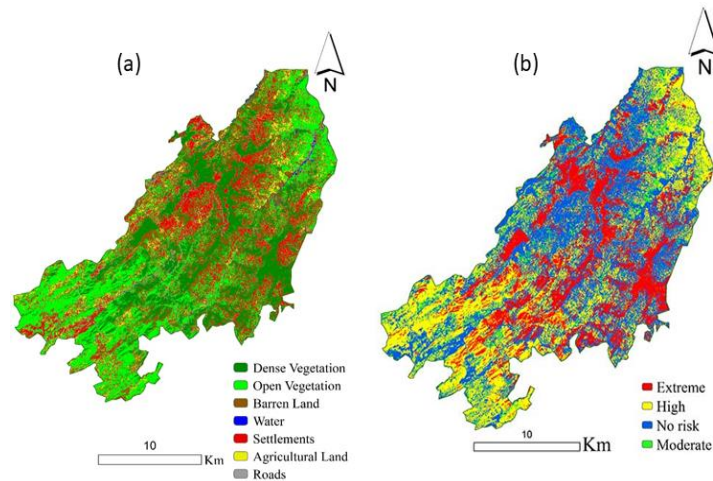 (a)
N
Dense Vegetation
Open Vegetation
Barren Land
Water
Settlements
Agricultural Land
Roads
10
Km
(b)
N
Extreme
High
No risk
Moderate
10
Km